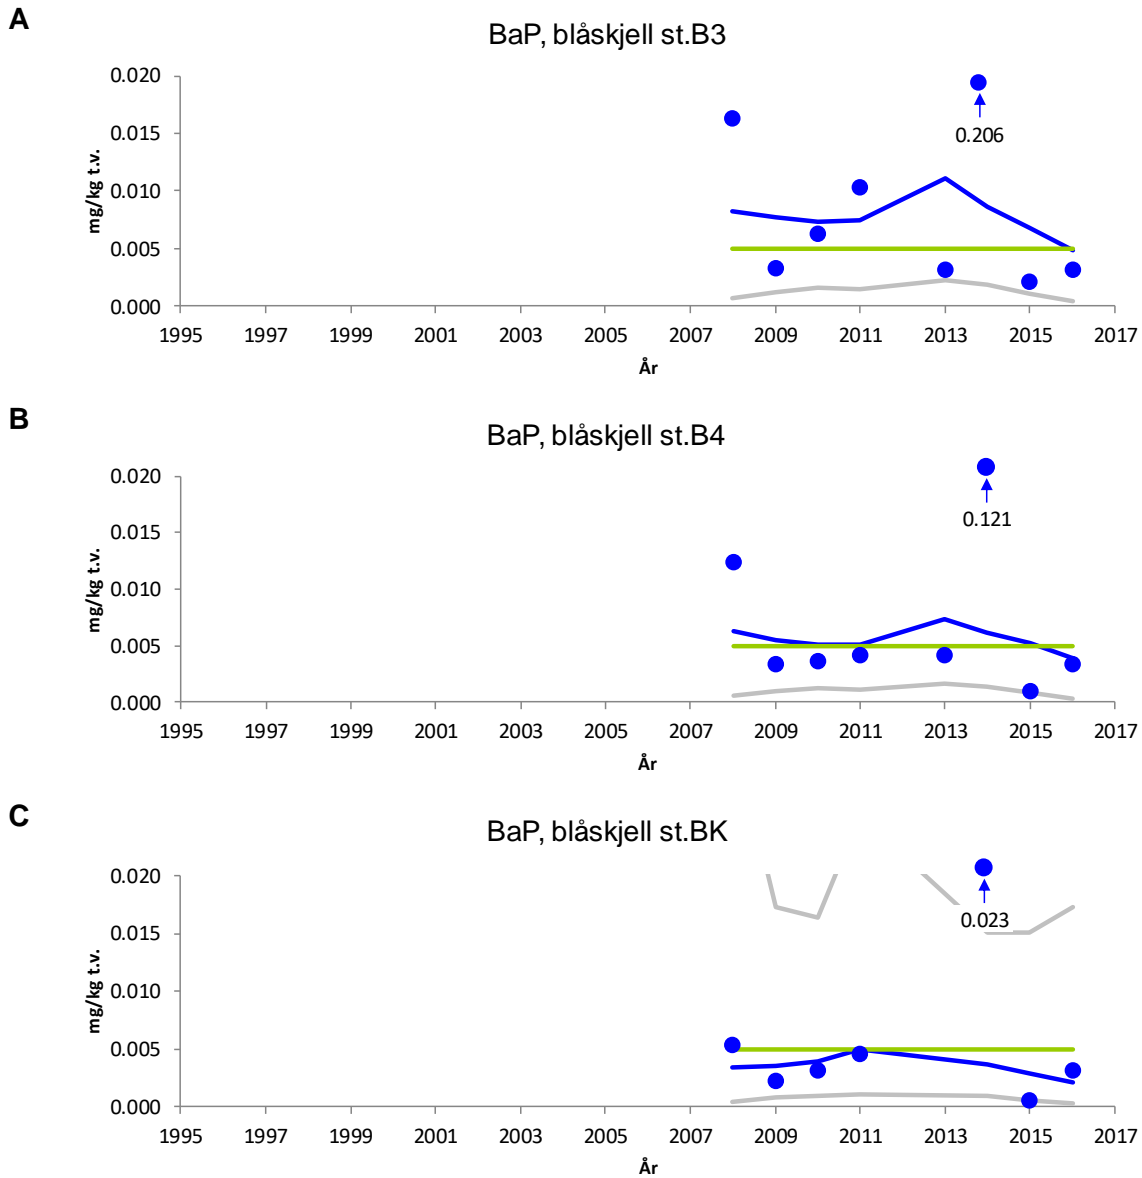 A
BaP, blåskjell st.B3
0.020
0.015
0.010
0.005
0.000
mg/kg t.v.
0.206
1995 1997 1999 2001 2003 2005 2007 2009 2011 2013 2015 2017
År
B
BaP, blåskjell st.B4
0.020
0.015
0.010
0.005
0.000
mg/kg t.v.
0.121
1995 1997 1999 2001 2003 2005 2007 2009 2011 2013 2015 2017
År
C
BaP, blåskjell st.BK
0.020
0.015
0.010
0.005
0.000
mg/kg t.v.
0.023
1995 1997 1999 2001 2003 2005 2007 2009 2011 2013 2015 2017
År